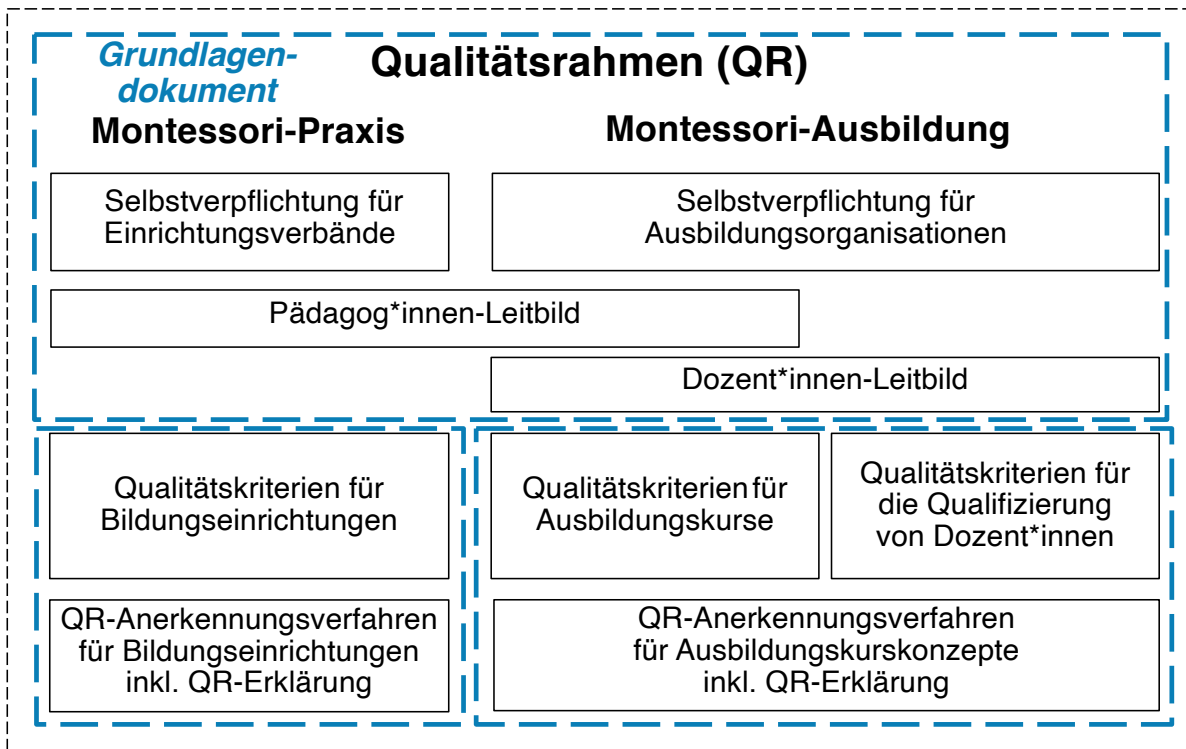 Grundlagen-
dokument
Qualitätsrahmen (QR)
Montessori-Praxis
Montessori-Ausbildung
Selbstverpflichtung für
Einrichtungsverbände
Selbstverpflichtung für
Ausbildungsorganisationen
Pädagog*innen-Leitbild
Dozent*innen-Leitbild
Qualitätskriterien für
Bildungseinrichtungen
Qualitätskriterien für
Ausbildungskurse
Qualitätskriterien für
die Qualifizierung
von Dozent*innen
QR-Anerkennungsverfahren
für Bildungseinrichtungen
inkl. QR-Erklärung
QR-Anerkennungsverfahren
für Ausbildungskurskonzepte
inkl. QR-Erklärung